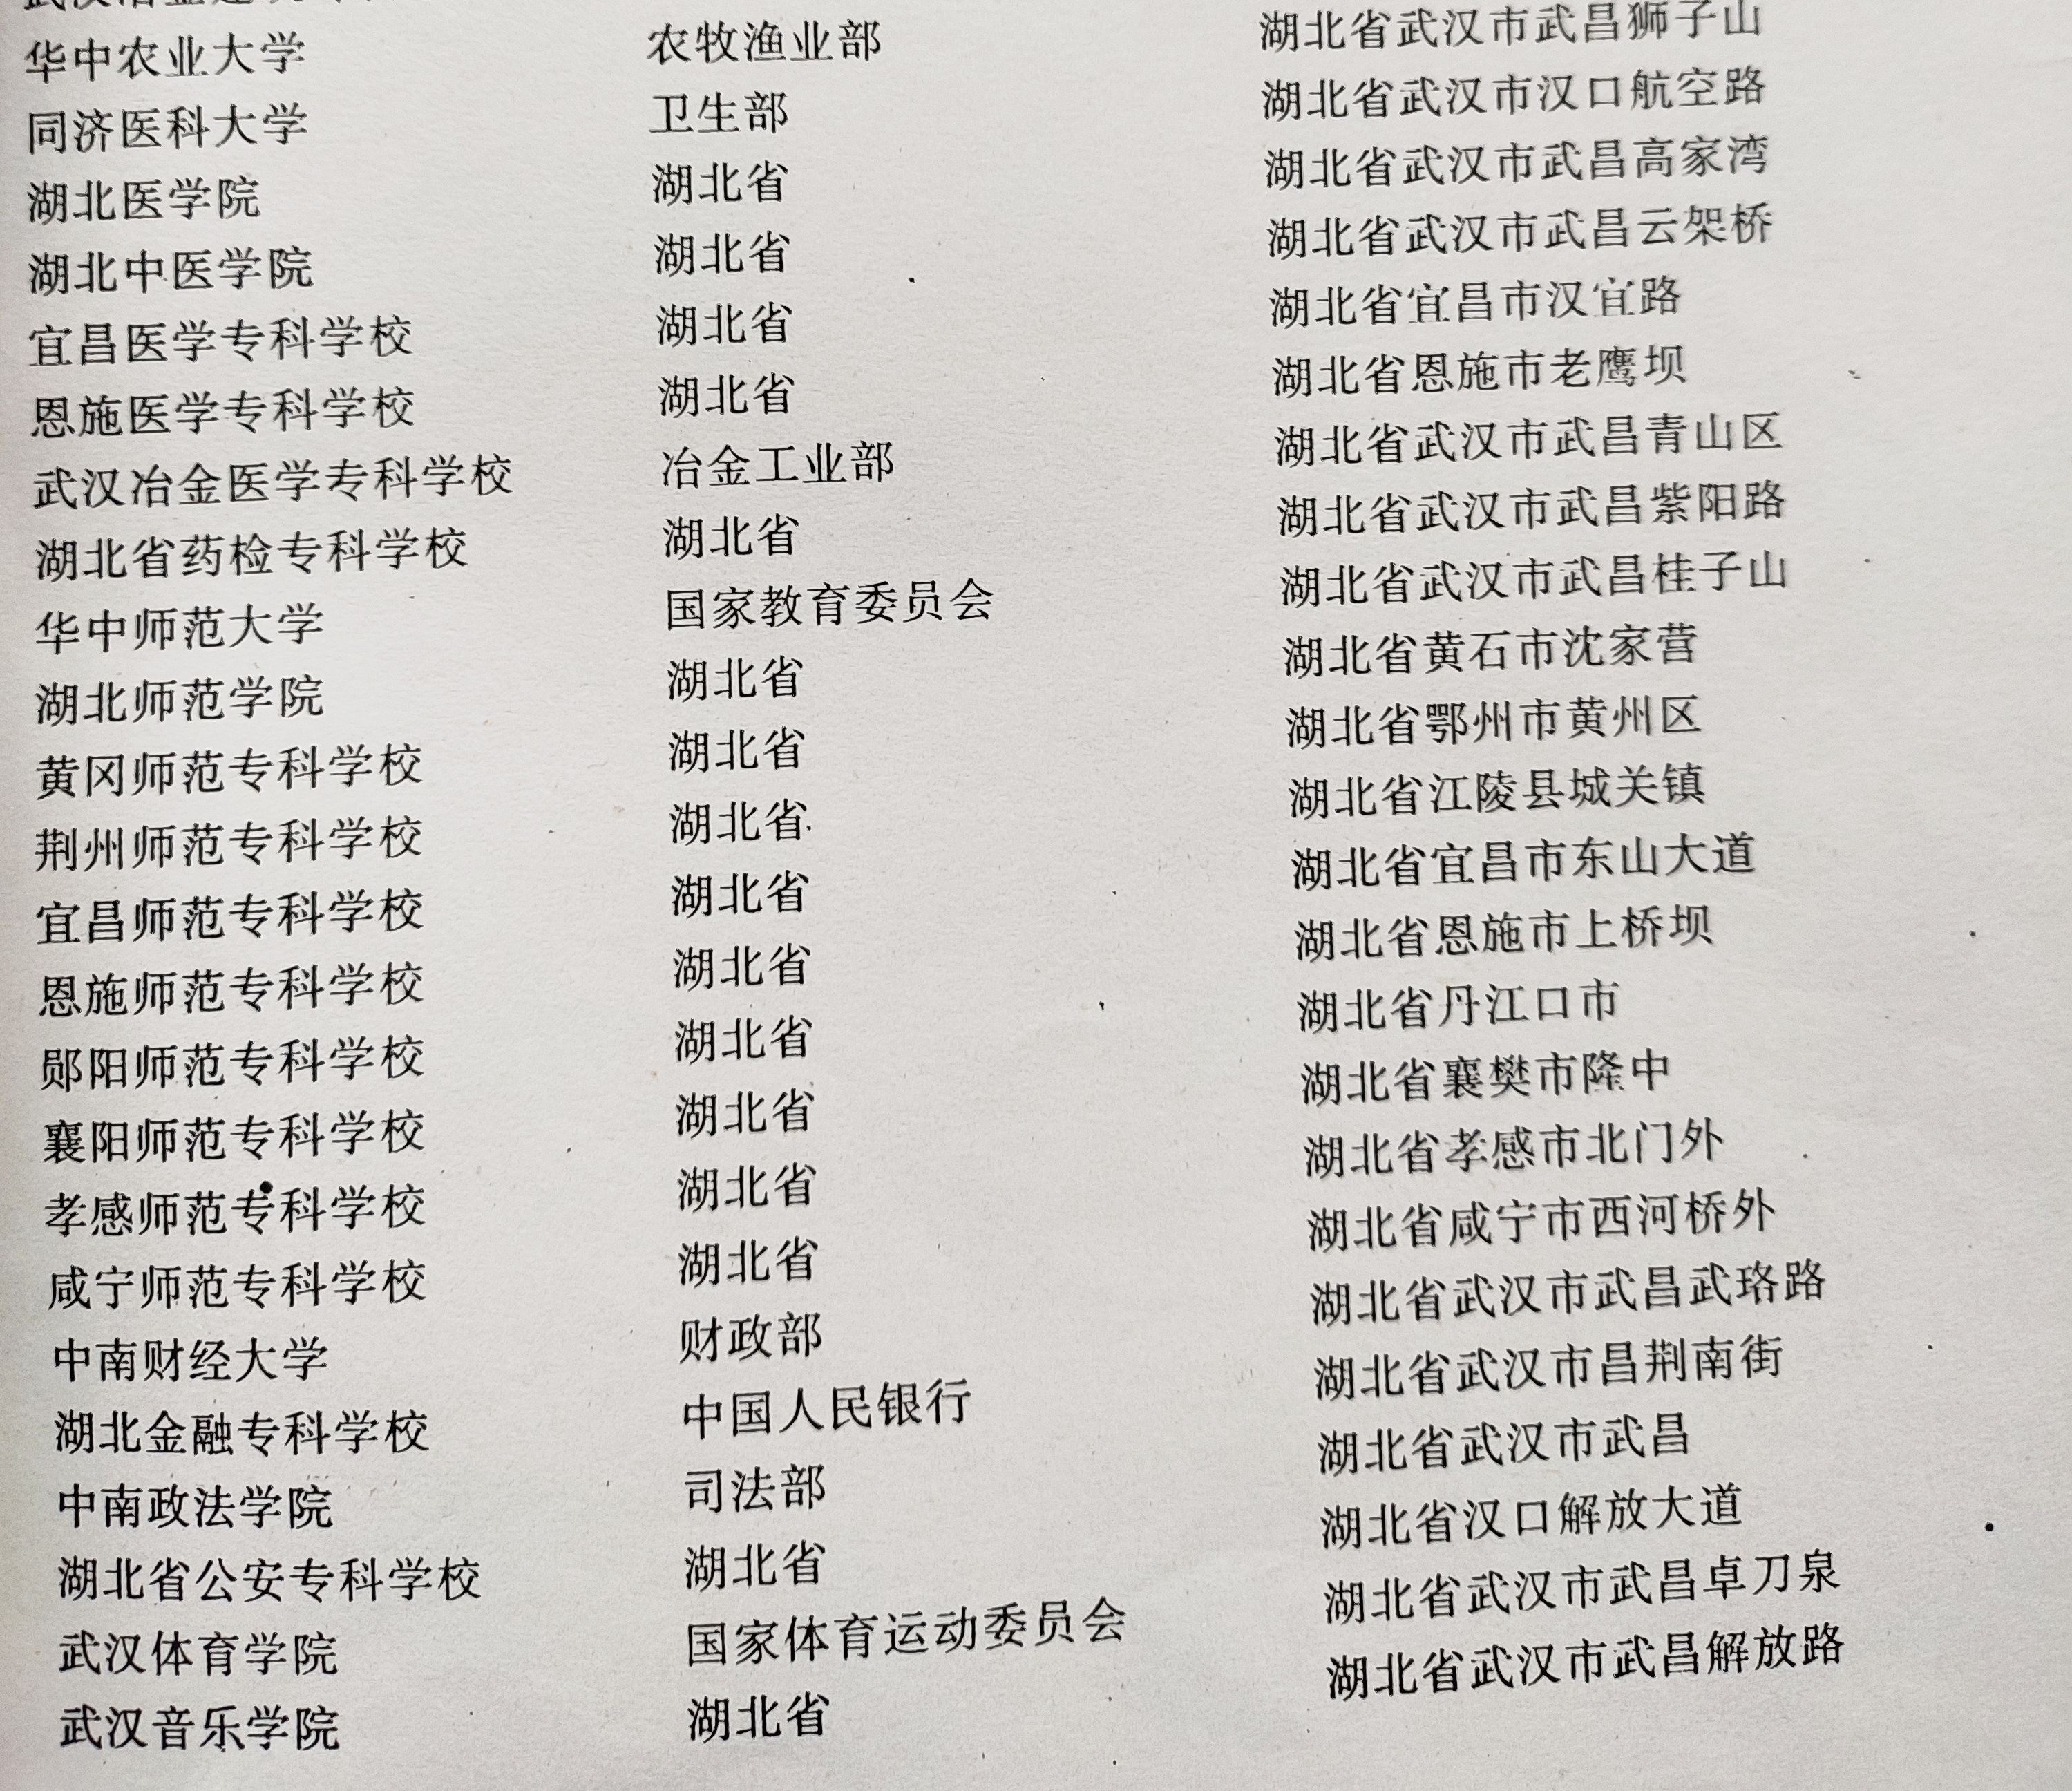 华中农业大学 农牧渔业部 湖北省武汉市武昌狮子山
同济医科大学 卫生部 湖北省武汉市汉口航空路
湖北医学院 湖北省 湖北省武汉市武昌高家湾
湖北中医学院 湖北省 湖北省武汉市武昌云架桥
宜昌医学专科学校 湖北省 湖北省宜昌市汉宜路
恩施医学专科学校 湖北省 湖北省恩施市老鹰坝
武汉冶金医学专科学校 冶金工业部 湖北省武汉市武昌青山区
湖北省药检专科学校 湖北省 湖北省武汉市武昌紫阳路
华中师范大学 国家教育委员会 湖北省武汉市武昌桂子山
湖北师范学院 湖北省 湖北省黄石市沈家营
黄冈师范专科学校 湖北省 湖北省鄂州市黄州区
荆州师范专科学校 湖北省 湖北省江陵县城关镇
宜昌师范专科学校 湖北省 湖北省宜昌市东山大道
恩施师范专科学校 湖北省 湖北省恩施市上桥坝
郧阳师范专科学校 湖北省 湖北省丹江口市
襄阳师范专科学校 湖北省 湖北省襄樊市隆中
孝感师范专科学校 湖北省 湖北省孝感市北门外
咸宁师范专科学校 湖北省 湖北省咸宁市西河桥外
中南财经大学 财政部 湖北省武汉市武昌武珞路
湖北金融专科学校 中国人民银行 湖北省武汉市昌荆南街
中南政法学院 司法部 湖北省武汉市武昌
湖北省公安专科学校 湖北省 湖北省汉口解放大道
武汉体育学院 国家体育运动委员会 湖北省武汉市武昌卓刀泉
武汉音乐学院 湖北省 湖北省武汉市武昌解放路